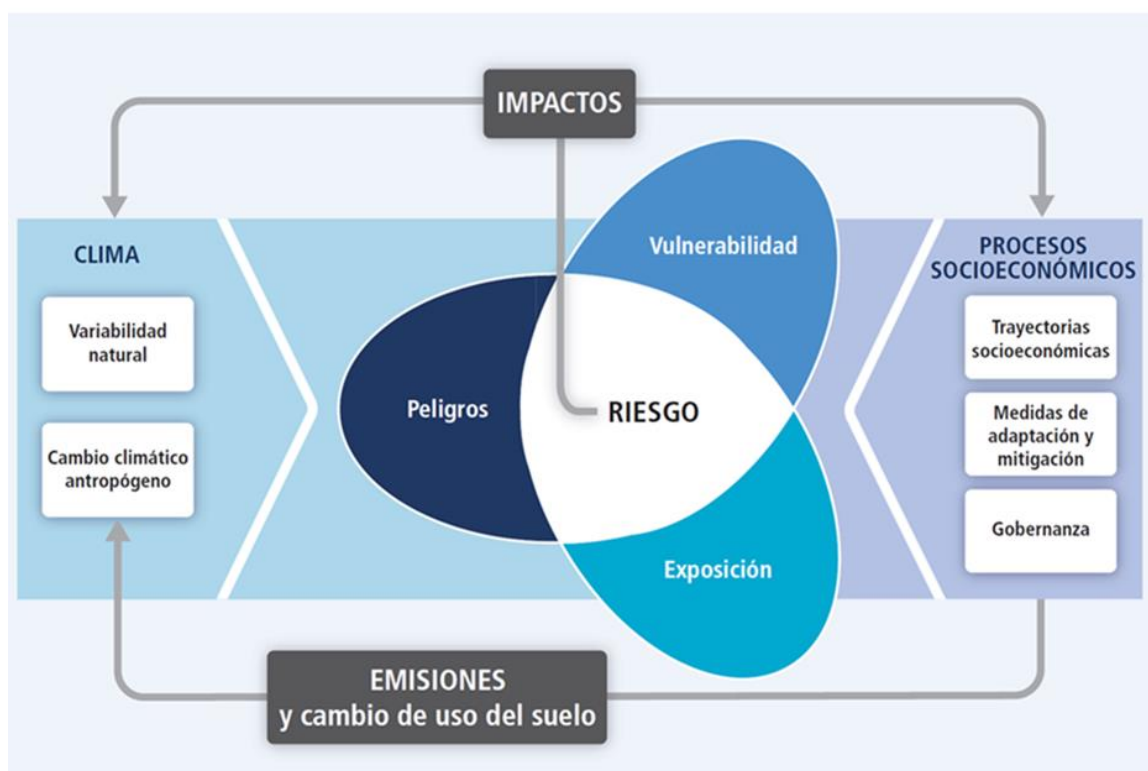 IMPACTOS
CLIMA
Variabilidad
natural
Cambio climático
antropógeno
Peligros
Vulnerabilidad
RIESGO
Exposición
PROCESOS
SOCIOECONÓMICOS
Trayectorias
socioeconómicas
Medidas de
adaptación y
mitigación
Gobernanza
EMISIONES
y cambio de uso del suelo